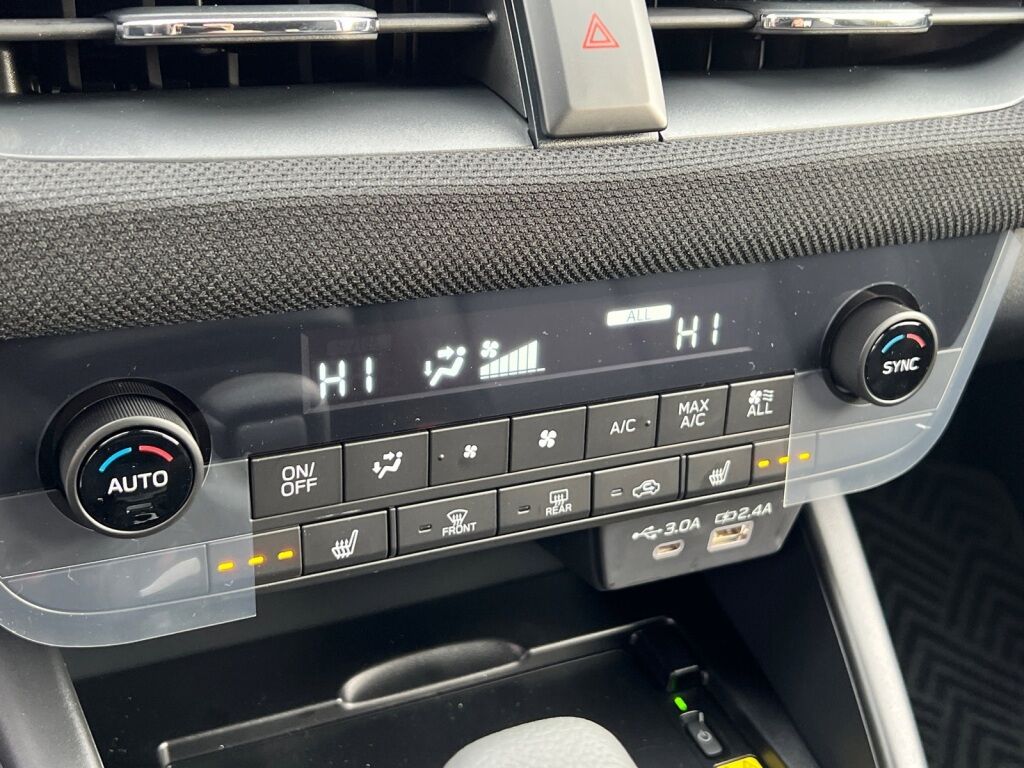 ALL
HI
HI
SYNC
AUTO
ON/
OFF
A/C
MAX
A/C
ALL
FRONT
REAR
3.0A
2.4A